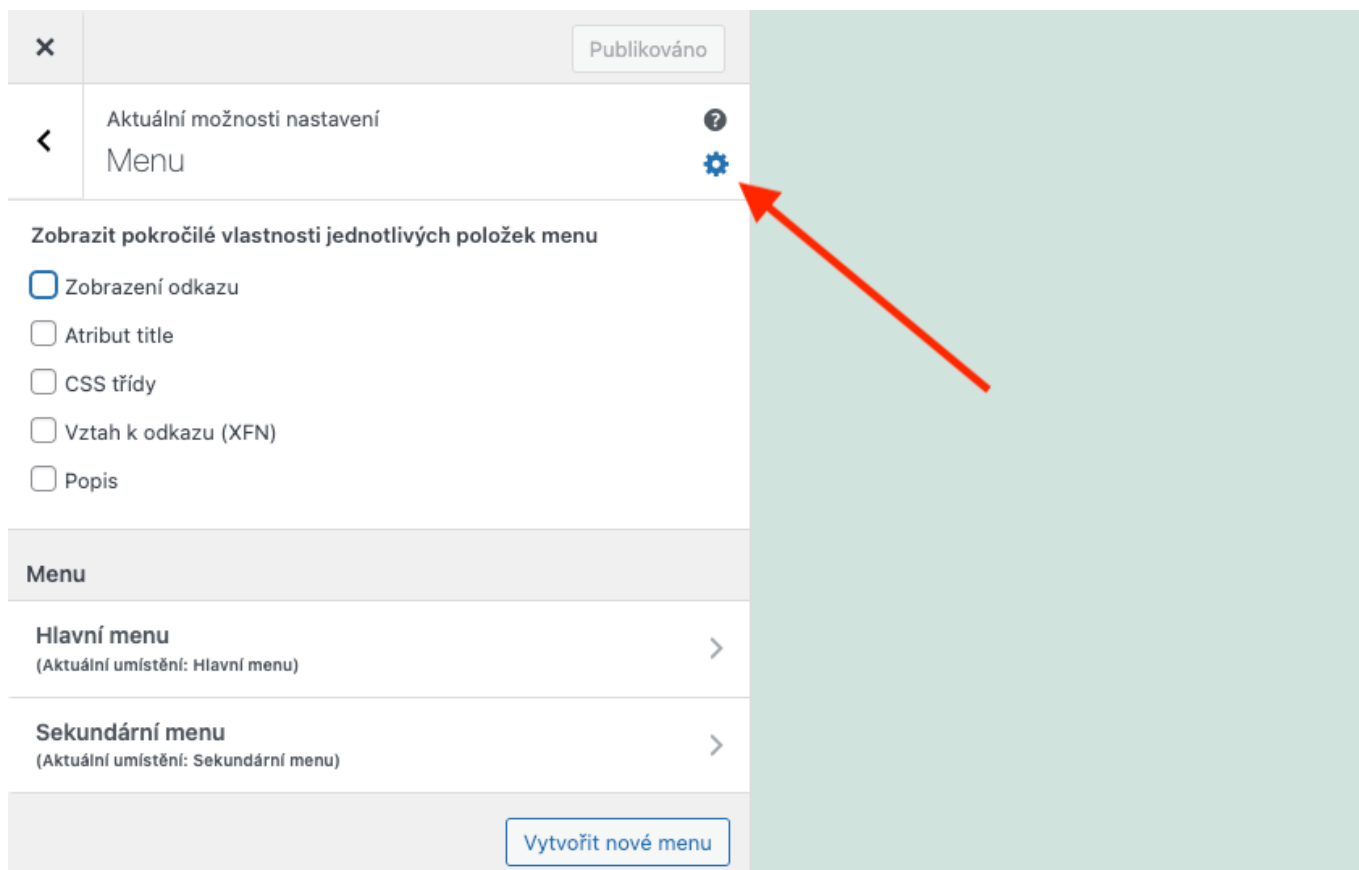 Publikováno
Aktuální možnosti nastavení
Menu
Zobrazit pokročilé vlastnosti jednotlivých položek menu
Zobrazení odkazu
Atribut title
CSS třídy
Vztah k odkazu (XFN)
Popis
Menu
Hlavní menu
(Aktuální umístění: Hlavní menu)
Sekundární menu
(Aktuální umístění: Sekundární menu)
Vytvořit nové menu